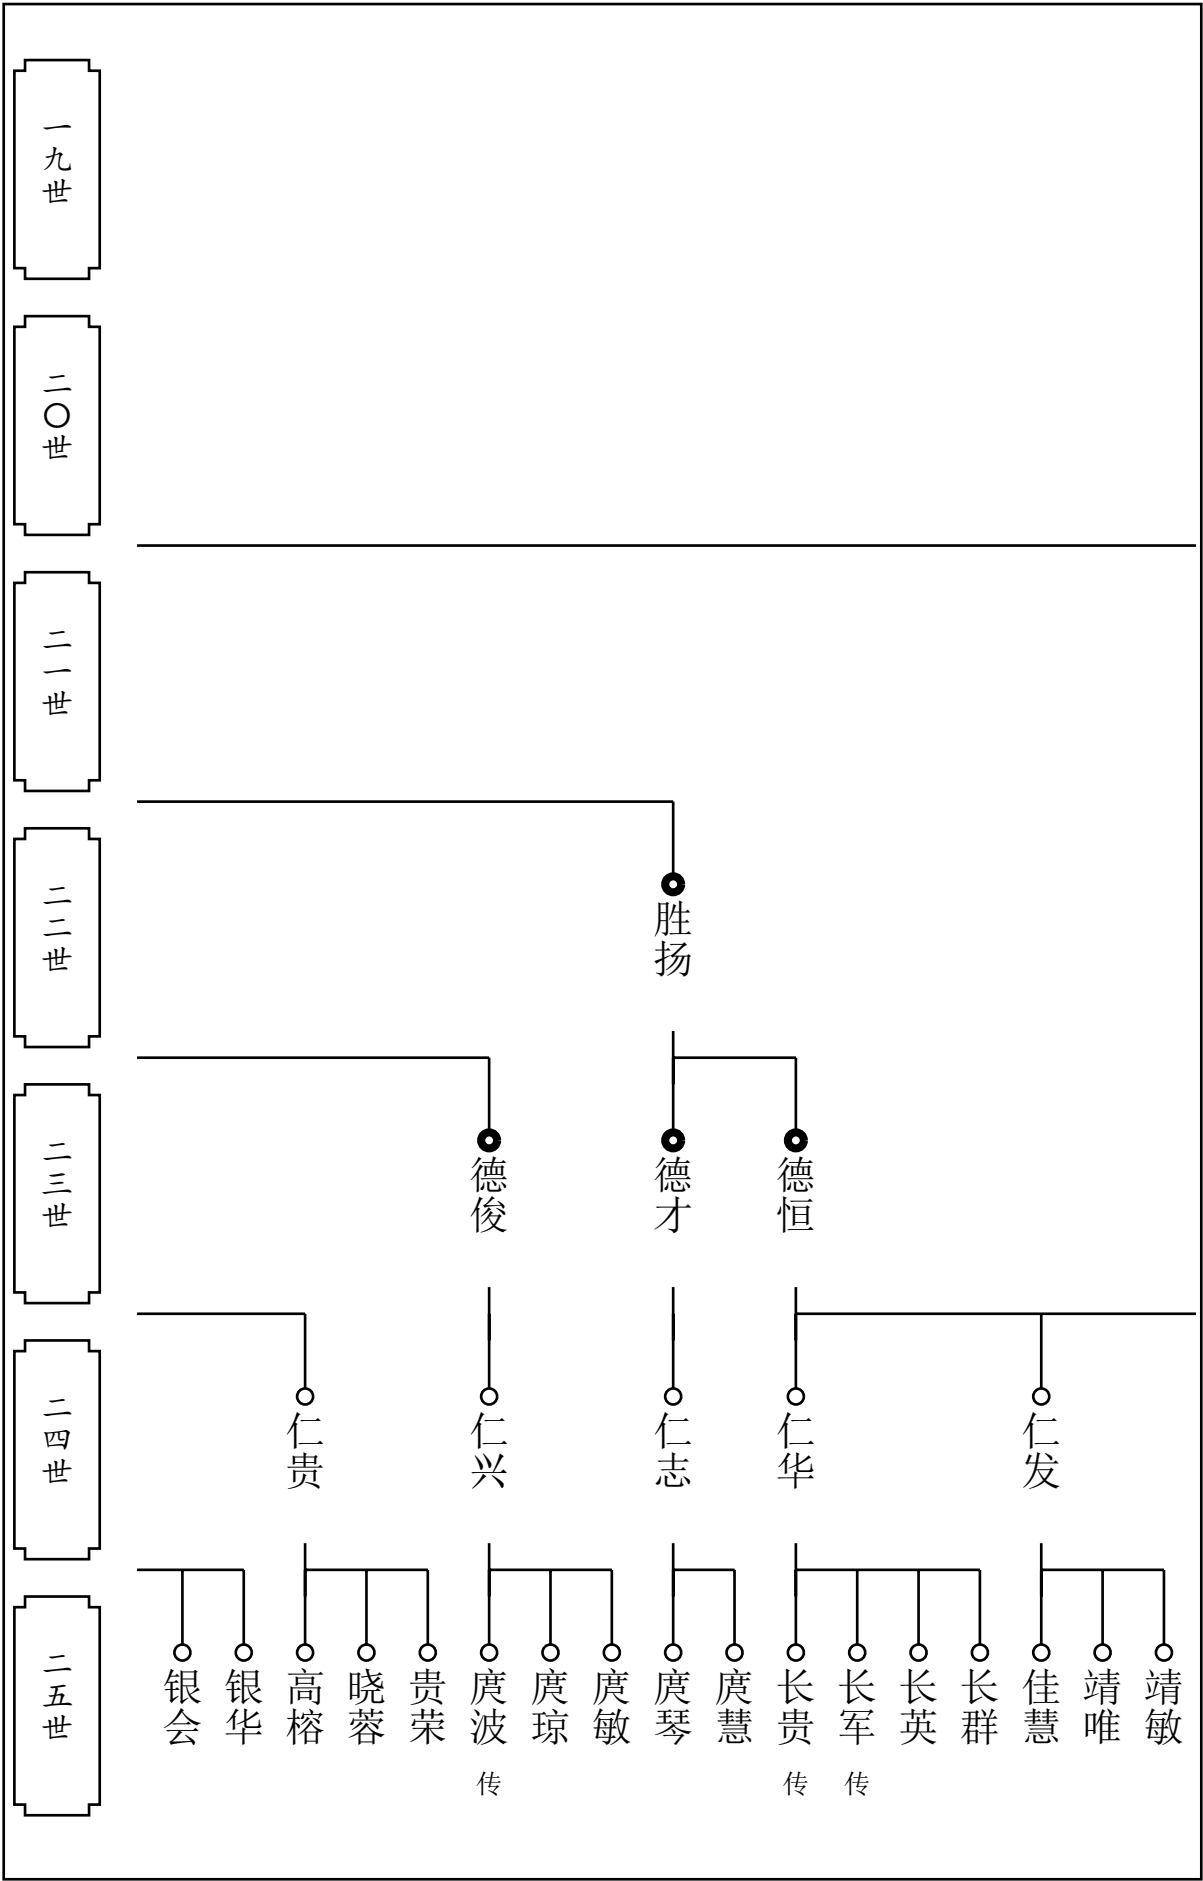 一九世
二〇世
二一世
二二世
二三世
二四世
二五世
胜扬
德俊
德才
德恒
仁贵
仁兴
仁志
仁华
仁发
银会
银华
高榕
晓蓉
贵荣
庹波
传
庹琼
庹敏
庹琴
庹慧
长贵
传
长军
传
长英
长群
佳慧
靖唯
靖敏